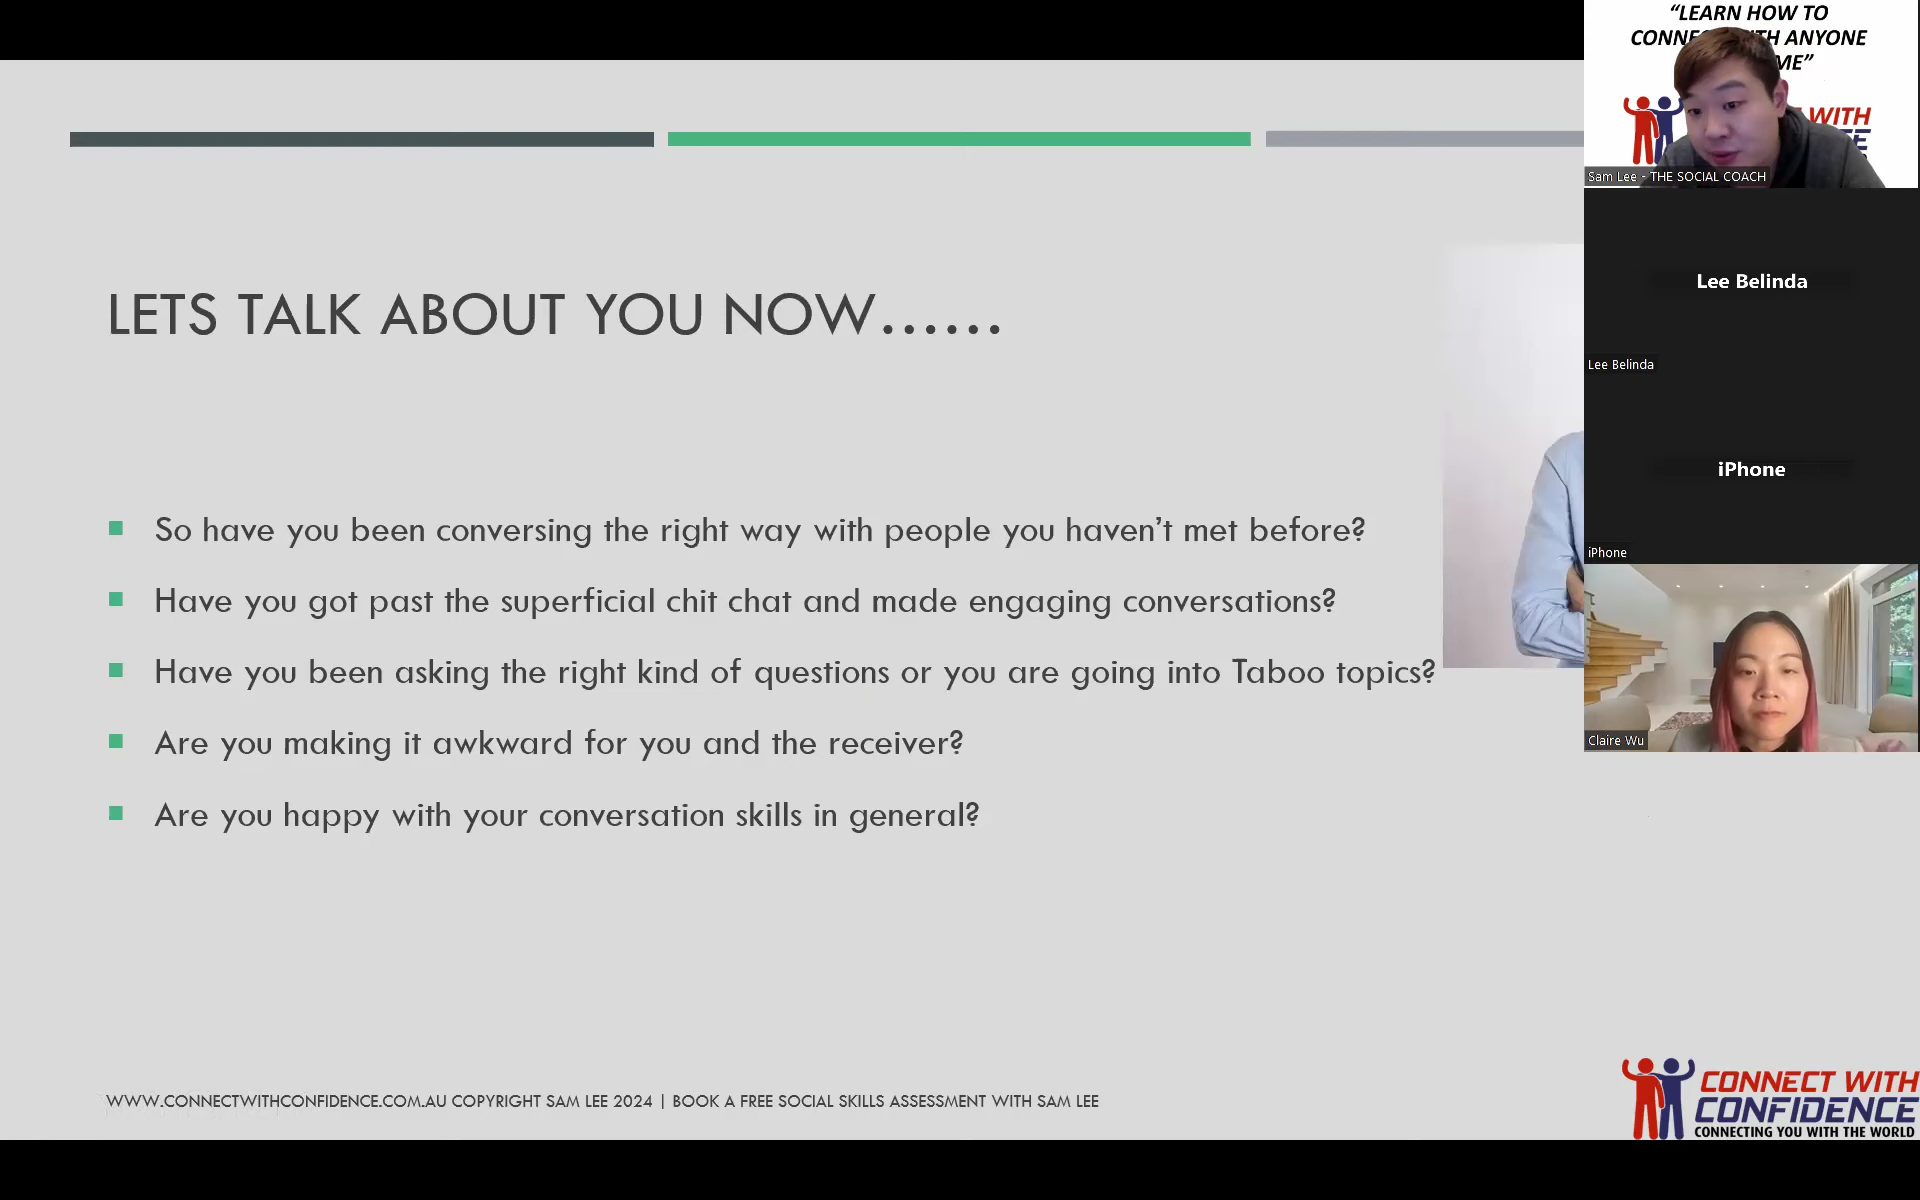 LETS TALK ABOUT YOU NOW......
So have you been conversing the right way with people you haven’t met before?
Have you got past the superficial chit chat and made engaging conversations?
Have you been asking the right kind of questions or you are going into Taboo topics?
Are you making it awkward for you and the receiver?
Are you happy with your conversation skills in general?
WWW.CONNECTWITHCONFIDENCE.COM.AU COPYRIGHT SAM LEE 2024 | BOOK A FREE SOCIAL SKILLS ASSESSMENT WITH SAM LEE
“LEARN HOW TO
ANYONE
WITH
Sam Lee - THE SOCIAL COACH
Lee Belinda
Lee Belinda
iPhone
iPhone
Claire Wu
CONNECT WITH
CONFIDENCE
CONNECTING YOU WITH THE WORLD